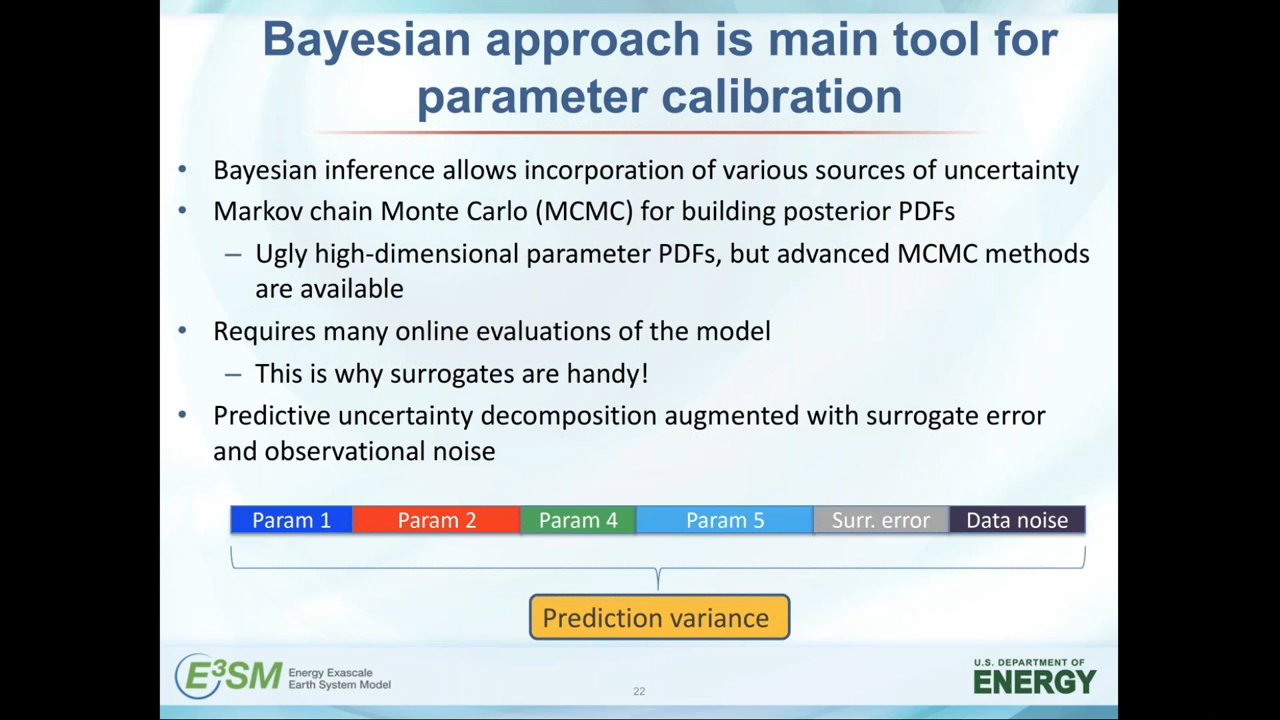 Bayesian approach is main tool for
parameter calibration
• Bayesian inference allows incorporation of various sources of uncertainty
• Markov chain Monte Carlo (MCMC) for building posterior PDFs
– Ugly high-dimensional parameter PDFs, but advanced MCMC methods
are available
• Requires many online evaluations of the model
– This is why surrogates are handy!
• Predictive uncertainty decomposition augmented with surrogate error
and observational noise
Param 1 Param 2 Param 4 Param 5 Surr. error Data noise
Prediction variance
E³SM Energy Exascale
Earth System Model
22
U.S. DEPARTMENT OF
ENERGY